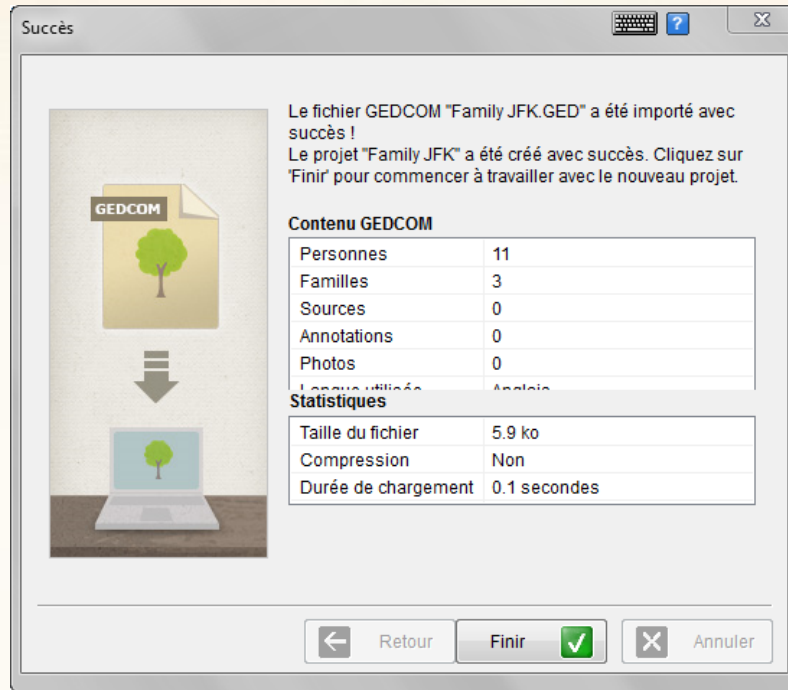 Succès
?
Le fichier GEDCOM "Family JFK.GED" a été importé avec
succès !
Le projet "Family JFK" a été créé avec succès. Cliquez sur
'Finir' pour commencer à travailler avec le nouveau projet.
GEDCOM
Contenu GEDCOM
Personnes 11
Familles 3
Sources 0
Annotations 0
Photos 0
Langue utilisée Anglais
Statistiques
Taille du fichier 5.9 ko
Compression Non
Durée de chargement 0.1 secondes
Retour Finir Annuler